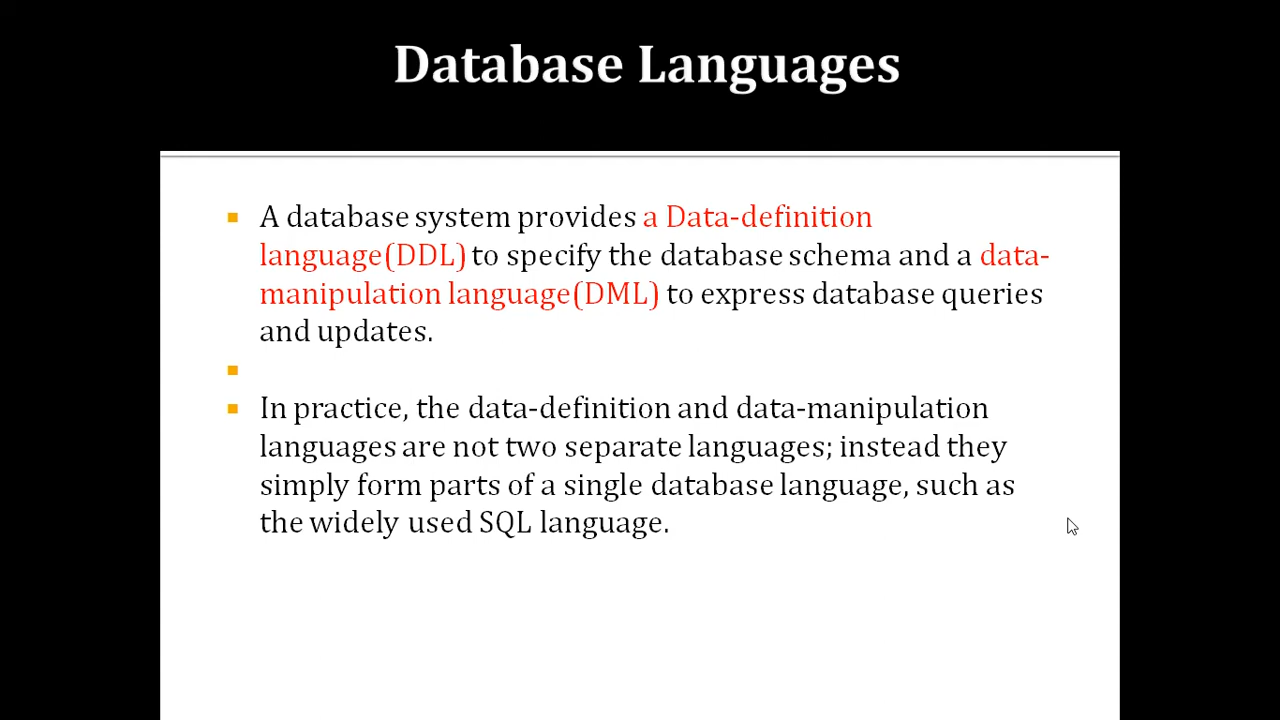 Database Languages
A database system provides a Data-definition
language(DDL) to specify the database schema and a data-
manipulation language(DML) to express database queries
and updates.
In practice, the data-definition and data-manipulation
languages are not two separate languages; instead they
simply form parts of a single database language, such as
the widely used SQL language.